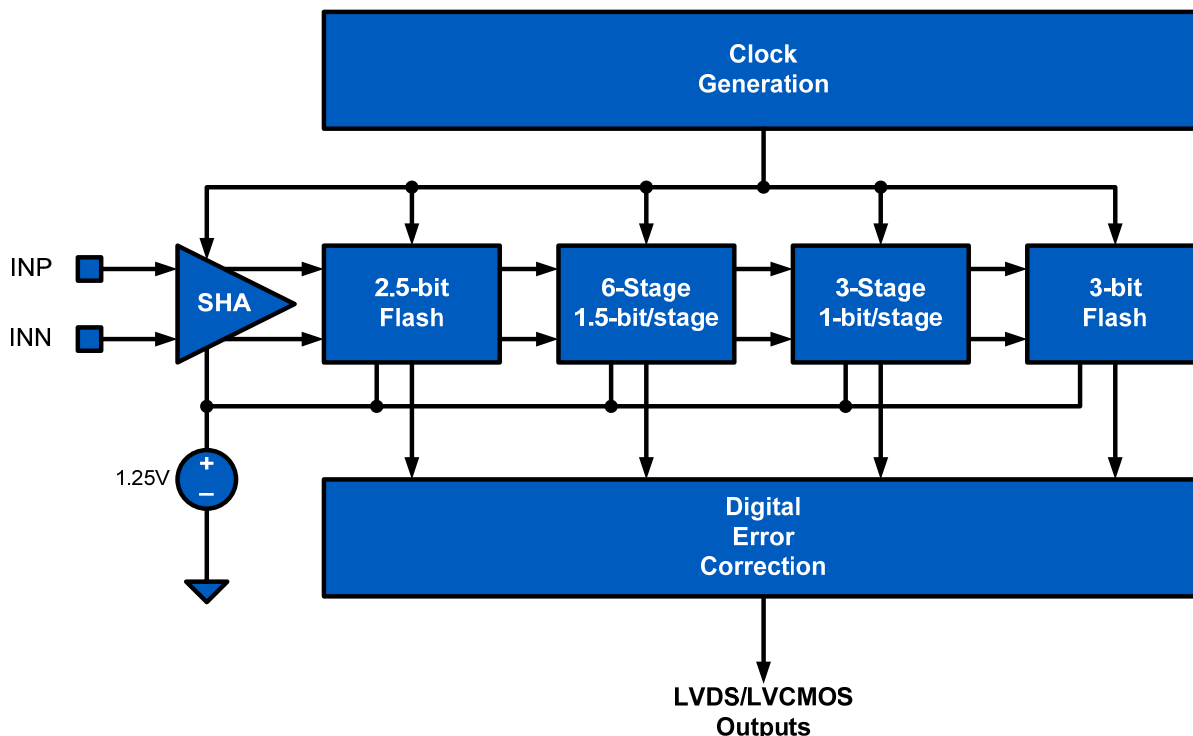 Clock
Generation
INP
INN
SHA
2.5-bit
Flash
6-Stage
1.5-bit/stage
3-Stage
1-bit/stage
3-bit
Flash
1.25V
+
−
Digital
Error
Correction
LVDS/LVCMOS
Outputs